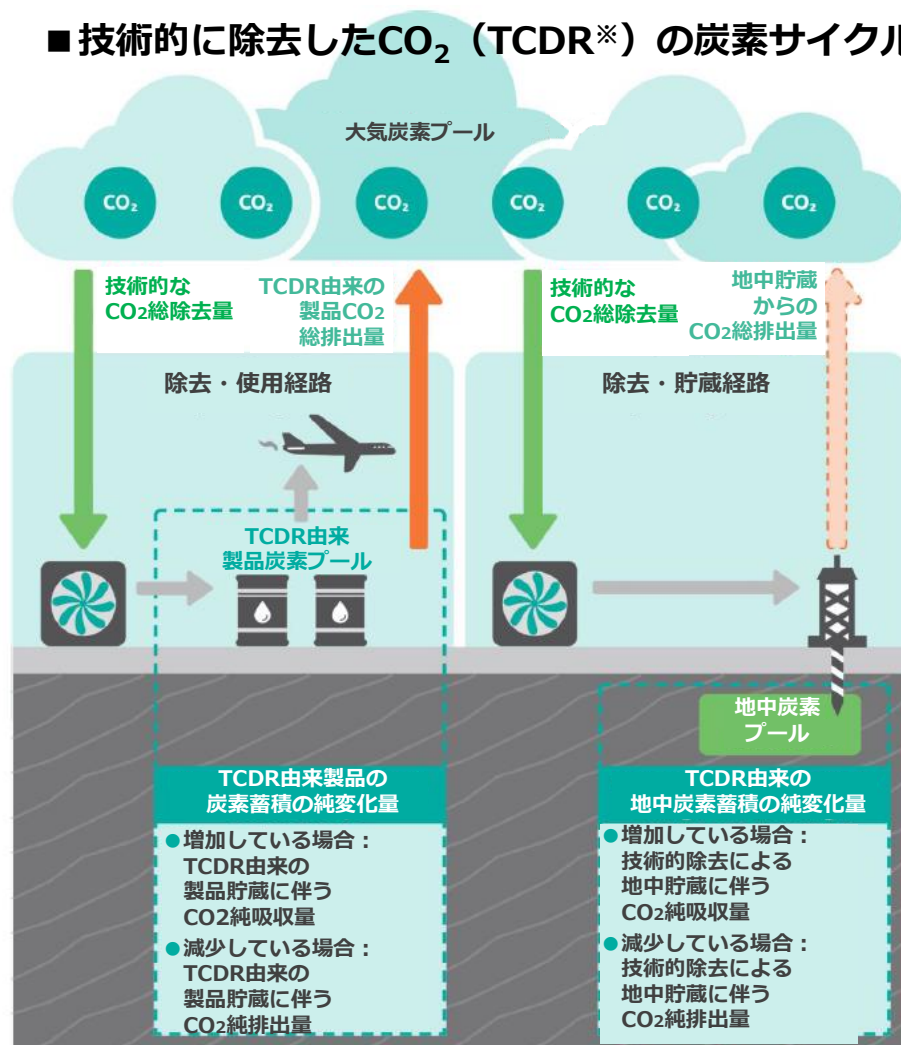 ■技術的に除去したCO₂（TCDR※）の炭素サイクル
大気炭素プール
CO₂
CO₂
CO₂
CO₂
CO₂
CO₂
技術的な
CO₂総除去量
TCDR由来の
製品CO₂
総排出量
技術的な
CO₂総除去量
地中貯蔵
からの
CO₂総排出量
除去・使用経路
除去・貯蔵経路
TCDR由来
製品炭素プール
地中炭素
プール
TCDR由来製品の
炭素蓄積の純変化量
●増加している場合：
TCDR由来の
製品貯蔵に伴う
CO2純吸収量
●減少している場合：
TCDR由来の
製品貯蔵に伴う
CO₂純排出量
TCDR由来の
地中炭素蓄積の純変化量
●増加している場合：
技術的除去による
地中貯蔵に伴う
CO₂純吸収量
●減少している場合：
技術的除去による
地中貯蔵に伴う
CO₂純排出量